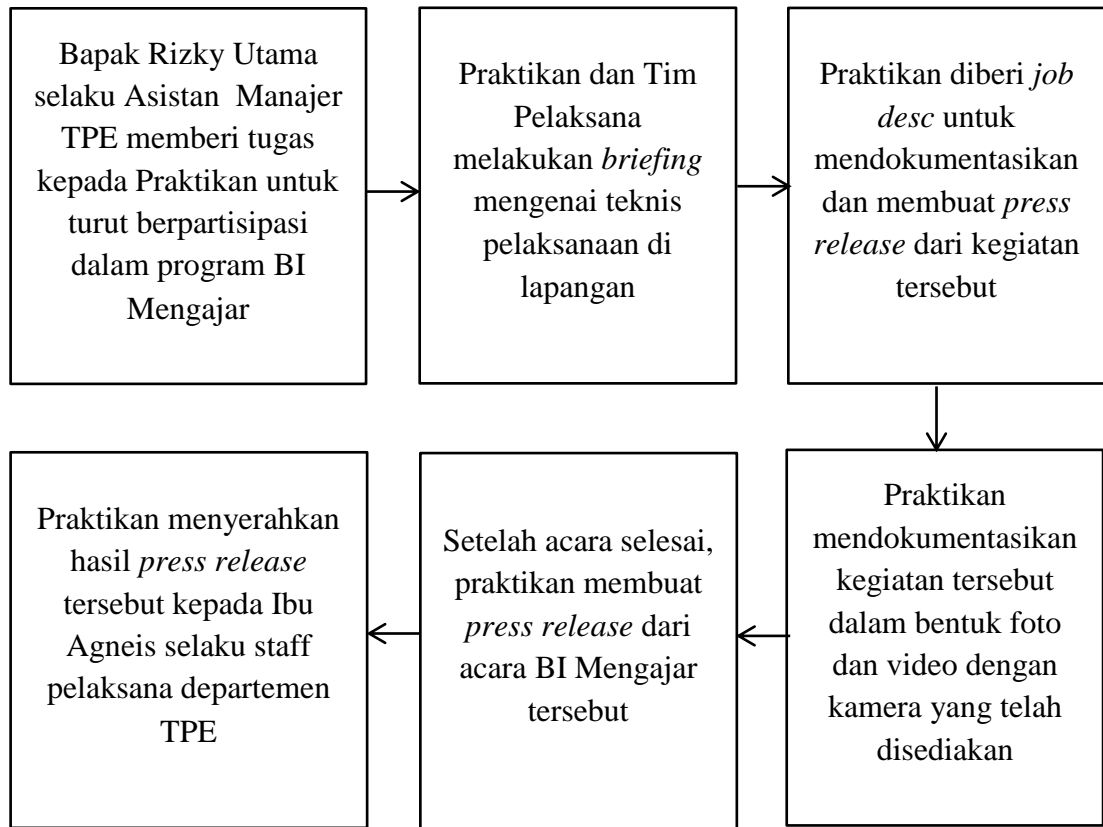 Bapak Rizky Utama
selaku Asistan  Manajer
TPE memberi tugas
kepada Praktikan untuk
turut berpartisipasi
dalam program BI
Mengajar
Praktikan dan Tim
Pelaksana
melakukan briefing
mengenai teknis
pelaksanaan di
lapangan
Praktikan diberi job
desc untuk
mendokumentasikan
dan membuat press
release dari kegiatan
tersebut
Praktikan
mendokumentasikan
kegiatan tersebut
dalam bentuk foto
dan video dengan
kamera yang telah
disediakan
Setelah acara selesai,
praktikan membuat
press release dari
acara BI Mengajar
tersebut
Praktikan menyerahkan
hasil press release
tersebut kepada Ibu
Agneis selaku staff
pelaksana departemen
TPE